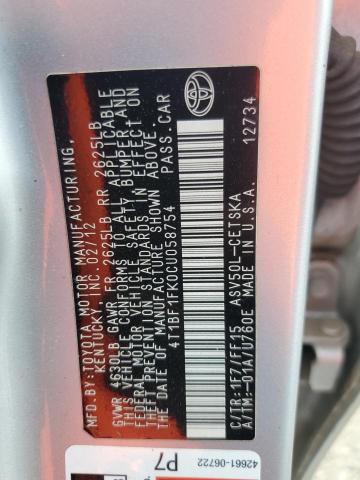 MFD.BY:TOYOTA MOTOR MANUFACTURING,
KENTUCKY, INC. 02/12
GVWR 4630LB GAWR FR 2625LB RR 2625LB
THIS VEHICLE CONFORMS TO ALL APPLICABLE
FEDERAL MOTOR VEHICLE SAFETY, BUMPER, AND
THEFT PREVENTION STANDARDS IN EFFECT ON
THE DATE OF MANUFACTURE SHOWN ABOVE.
4T1BF1FK0CU058754 PASS.CAR
C/TR: 1F7/FF15 ASV50L-CETSKA
A/TM:-01A/U760E MADE IN U.S.A. 12734
42661-06722
P7